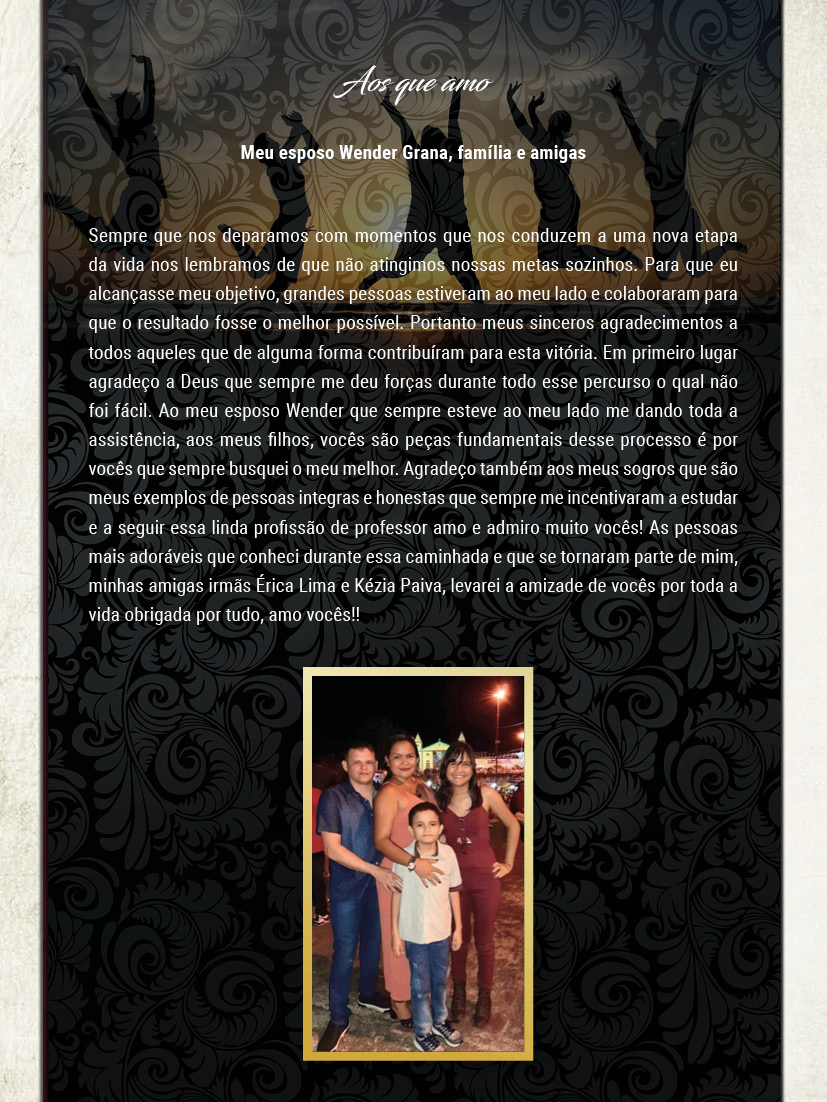 Aos que amo
Meu esposo Wender Grana, família e amigas
Sempre que nos deparamos com momentos que nos conduzem a uma nova etapa
da vida nos lembramos de que não atingimos nossas metas sozinhos. Para que eu
alcançasse meu objetivo, grandes pessoas estiveram ao meu lado e colaboraram para
que o resultado fosse o melhor possível. Portanto meus sinceros agradecimentos a
todos aqueles que de alguma forma contribuíram para esta vitória. Em primeiro lugar
agradeço a Deus que sempre me deu forças durante todo esse percurso o qual não
foi fácil. Ao meu esposo Wender que sempre esteve ao meu lado me dando toda a
assistência, aos meus filhos, vocês são peças fundamentais desse processo é por
vocês que sempre busquei o meu melhor. Agradeço também aos meus sogros que são
meus exemplos de pessoas integras e honestas que sempre me incentivaram a estudar
e a seguir essa linda profissão de professor amo e admiro muito vocês! As pessoas
mais adoráveis que conheci durante essa caminhada e que se tornaram parte de mim,
minhas amigas irmãs Érica Lima e Kézia Paiva, levarei a amizade de vocês por toda a
vida obrigada por tudo, amo vocês!!